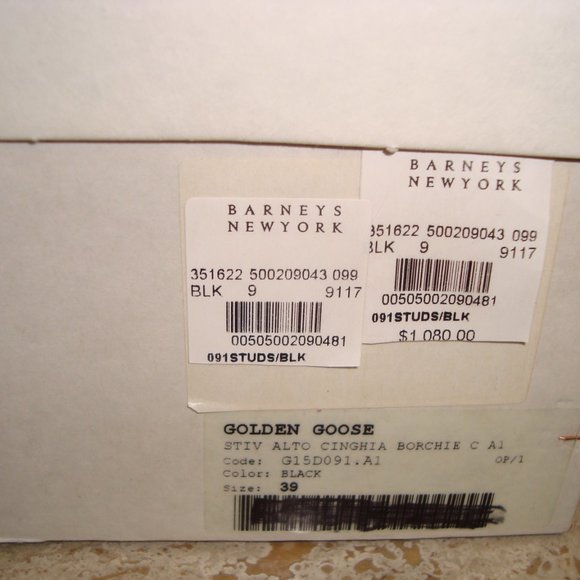 BARNEYS
NEWYORK
351622 500209043 099
BLK 9 9117
00505002090481
091STUDS/BLK
BARNEYS
NEWYORK
351622 500209043 099
BLK 9 9117
00505002090481
091STUDS/BLK
$1,080.00
GOLDEN GOOSE
STIV ALTO CINGHIA BORCHIE C A1
Code: G15D091.A1 OP/1
Color: BLACK
Size: 39